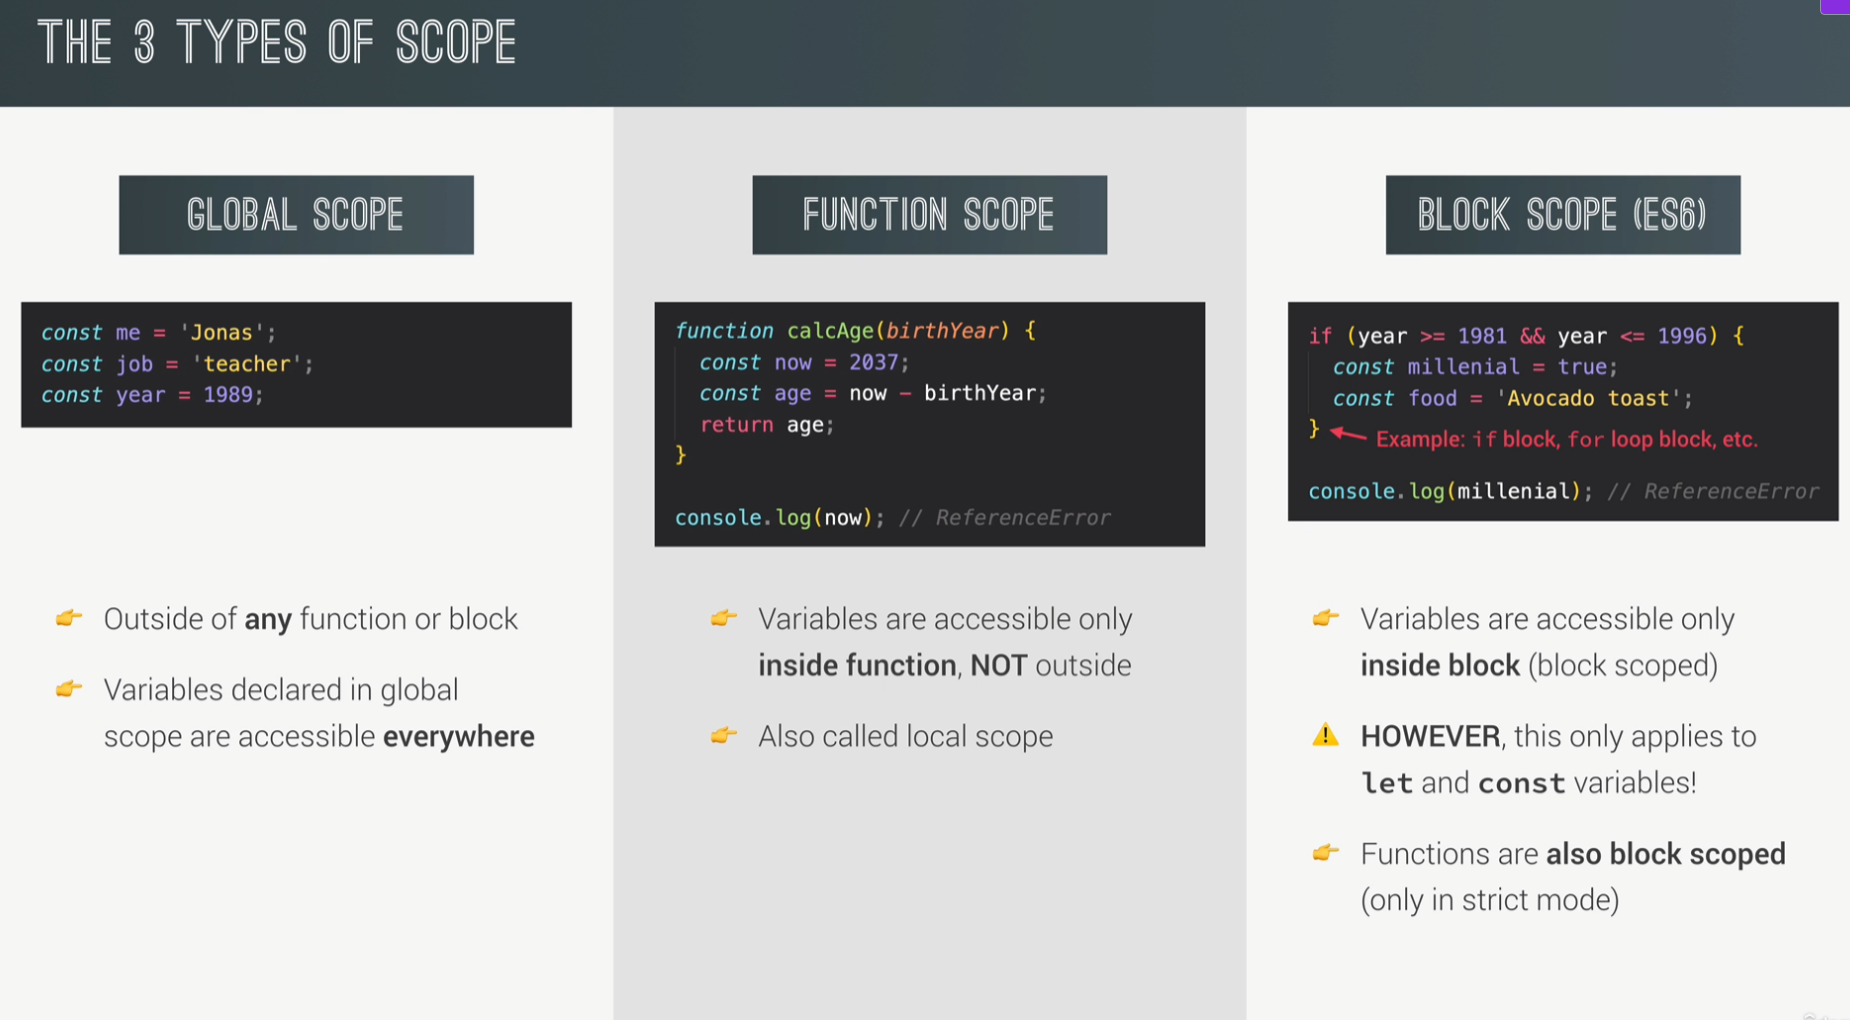 THE 3 TYPES OF SCOPE
GLOBAL SCOPE
const me = 'Jonas';
const job = 'teacher';
const year = 1989;
Outside of any function or block
Variables declared in global
scope are accessible everywhere
FUNCTION SCOPE
function calcAge(birthYear) {
const now = 2037;
const age = now - birthYear;
return age;
}
console.log(now); // ReferenceError
Variables are accessible only
inside function, NOT outside
Also called local scope
BLOCK SCOPE (ES6)
if (year >= 1981 && year <= 1996) {
const millenial = true;
const food = 'Avocado toast';
} Example: if block, for loop block, etc.
console.log(millenial); // ReferenceError
Variables are accessible only
inside block (block scoped)
HOWEVER, this only applies to
let and const variables!
Functions are also block scoped
(only in strict mode)